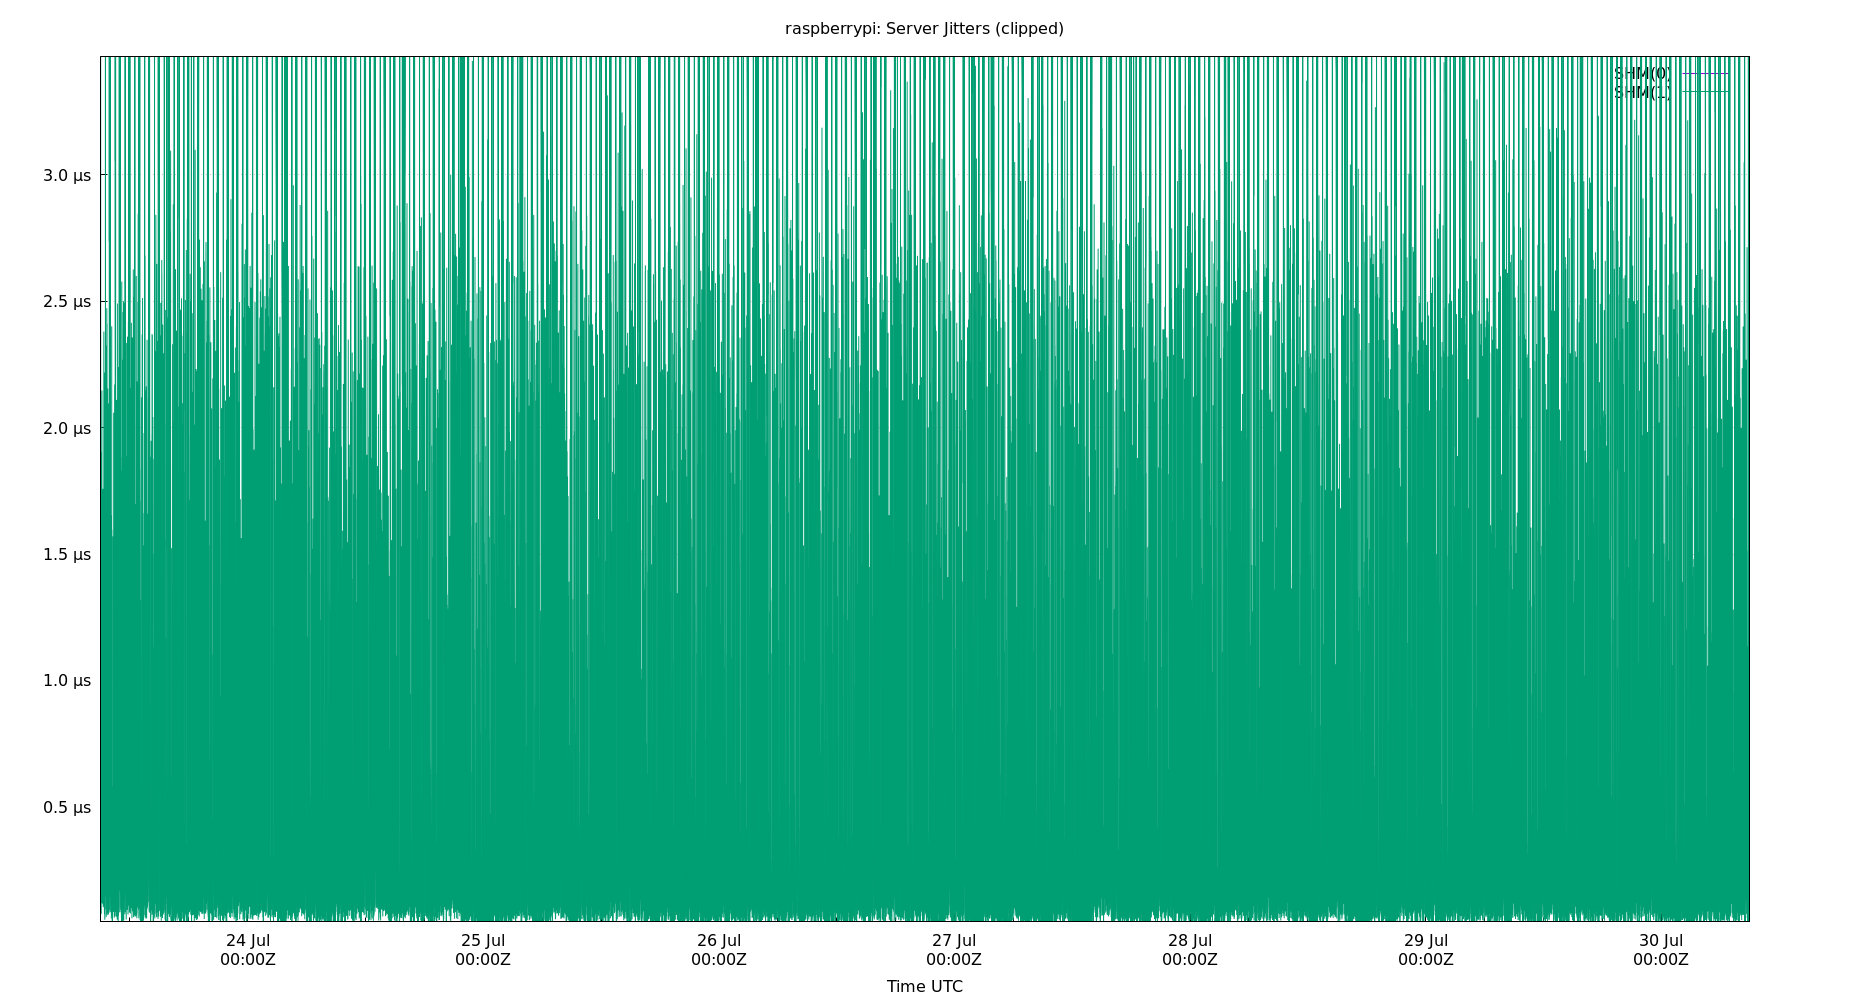 raspberrypi: Server Jitters (clipped)
SHM(0)
SHM(1)
3.0 µs
2.5 µs
2.0 µs
1.5 µs
1.0 µs
0.5 µs
24 Jul 25 Jul 26 Jul 27 Jul 28 Jul 29 Jul 30 Jul
00:00Z 00:00Z 00:00Z 00:00Z 00:00Z 00:00Z 00:00Z
Time UTC